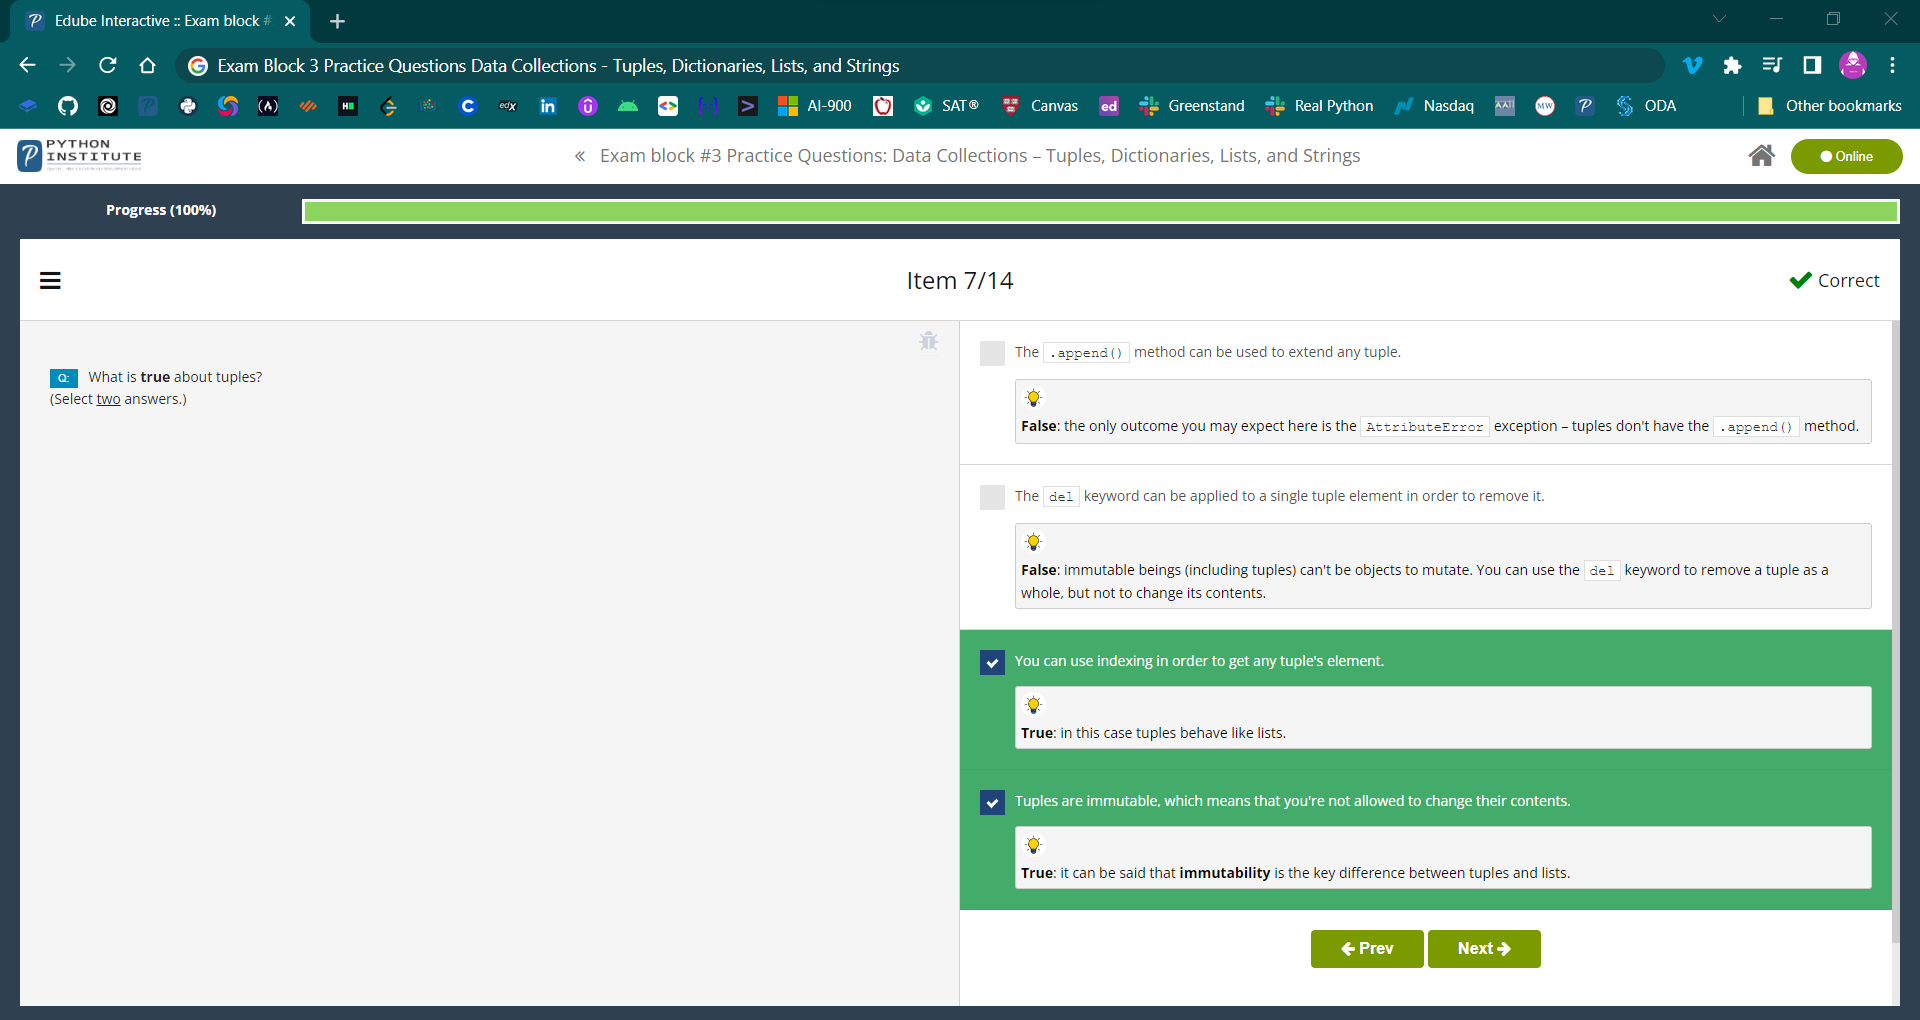 Edube Interactive :: Exam block #
Exam Block 3 Practice Questions Data Collections - Tuples, Dictionaries, Lists, and Strings
AI-900
SAT®
Canvas
ed
Greenstand
Real Python
Nasdaq
MW
ODA
Other bookmarks
PYTHON
INSTITUTE
« Exam block #3 Practice Questions: Data Collections – Tuples, Dictionaries, Lists, and Strings
Online
Progress (100%)
Item 7/14
Correct
Q: What is true about tuples?
(Select two answers.)
The .append() method can be used to extend any tuple.
False: the only outcome you may expect here is the AttributeError exception – tuples don't have the .append() method.
The del keyword can be applied to a single tuple element in order to remove it.
False: immutable beings (including tuples) can't be objects to mutate. You can use the del keyword to remove a tuple as a
whole, but not to change its contents.
You can use indexing in order to get any tuple's element.
True: in this case tuples behave like lists.
Tuples are immutable, which means that you're not allowed to change their contents.
True: it can be said that immutability is the key difference between tuples and lists.
Prev
Next